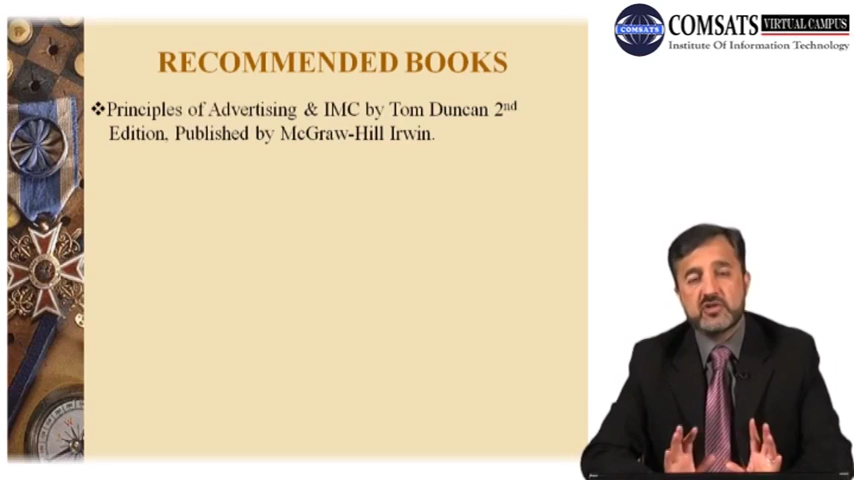 RECOMMENDED BOOKS
❖Principles of Advertising & IMC by Tom Duncan 2nd
Edition, Published by McGraw-Hill Irwin.
COMSATS
COMSATS VIRTUAL CAMPUS
Institute Of Information Technology